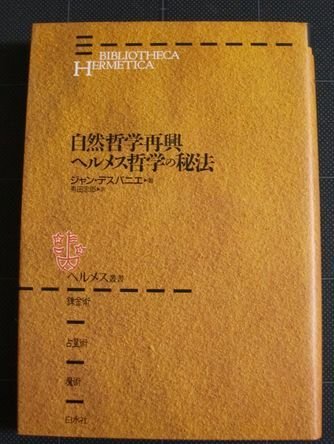 BIBLIOTHECA
HERMETICA
自然哲学再興
ヘルメス哲学の秘法
ジャン・デスパニエ▶著
有田忠郎▶訳
ヘルメス叢書
錬金術
占星術
魔術
白水社